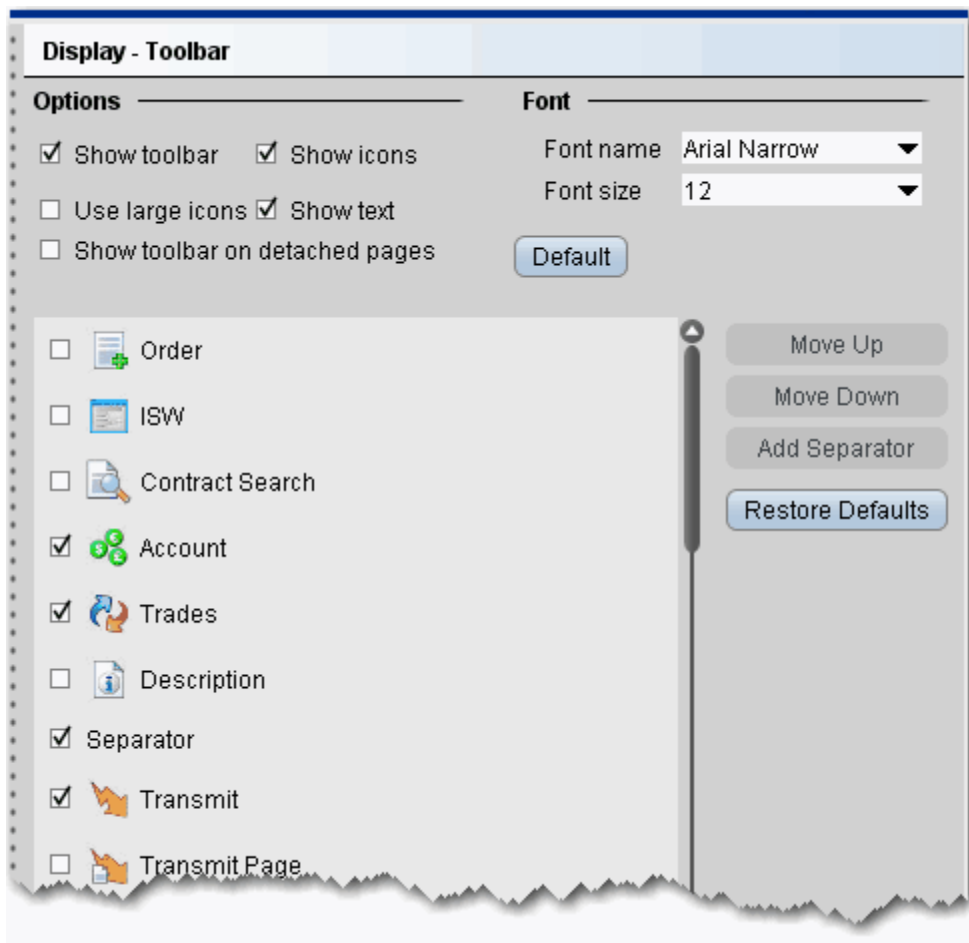 Display - Toolbar
Options
Show toolbar
Show icons
Use large icons
Show text
Show toolbar on detached pages
Font
Font name
Arial Narrow
Font size
12
Default
Order
ISW
Contract Search
Account
Trades
Description
Separator
Transmit
Transmit Page
Move Up
Move Down
Add Separator
Restore Defaults